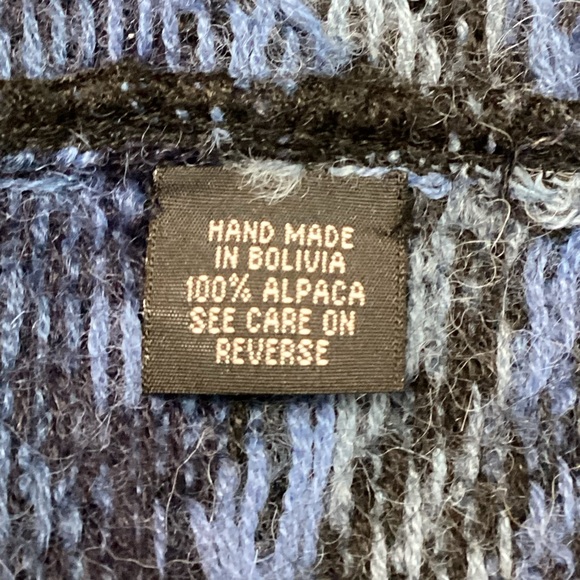 HAND MADE
IN BOLIVIA
100% ALPACA
SEE CARE ON
REVERSE